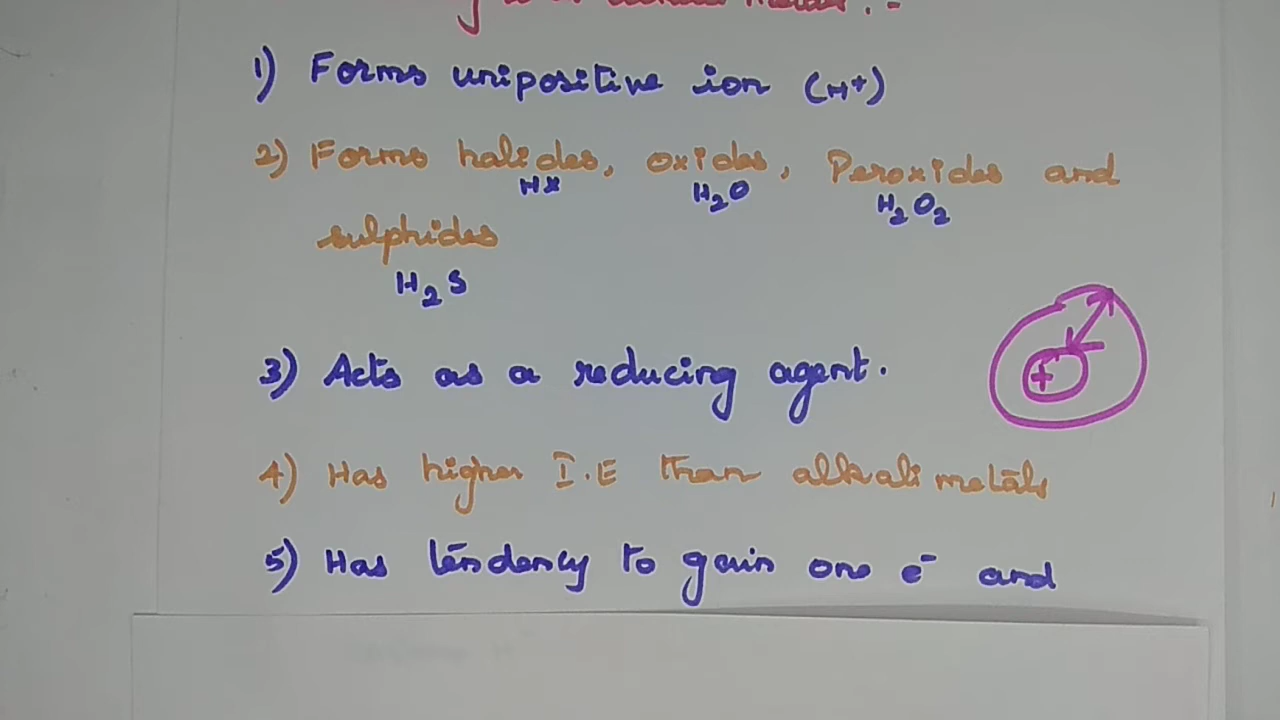 1) Forms unipositive ion (H+)
2) Forms halides, oxides, Peroxides and
HX H₂O H₂O₂
sulphides
H₂S
+ -
3) Acts as a reducing agent.
4) Has higher I.E than alkali metals
5) Has tendency to gain one e⁻ and